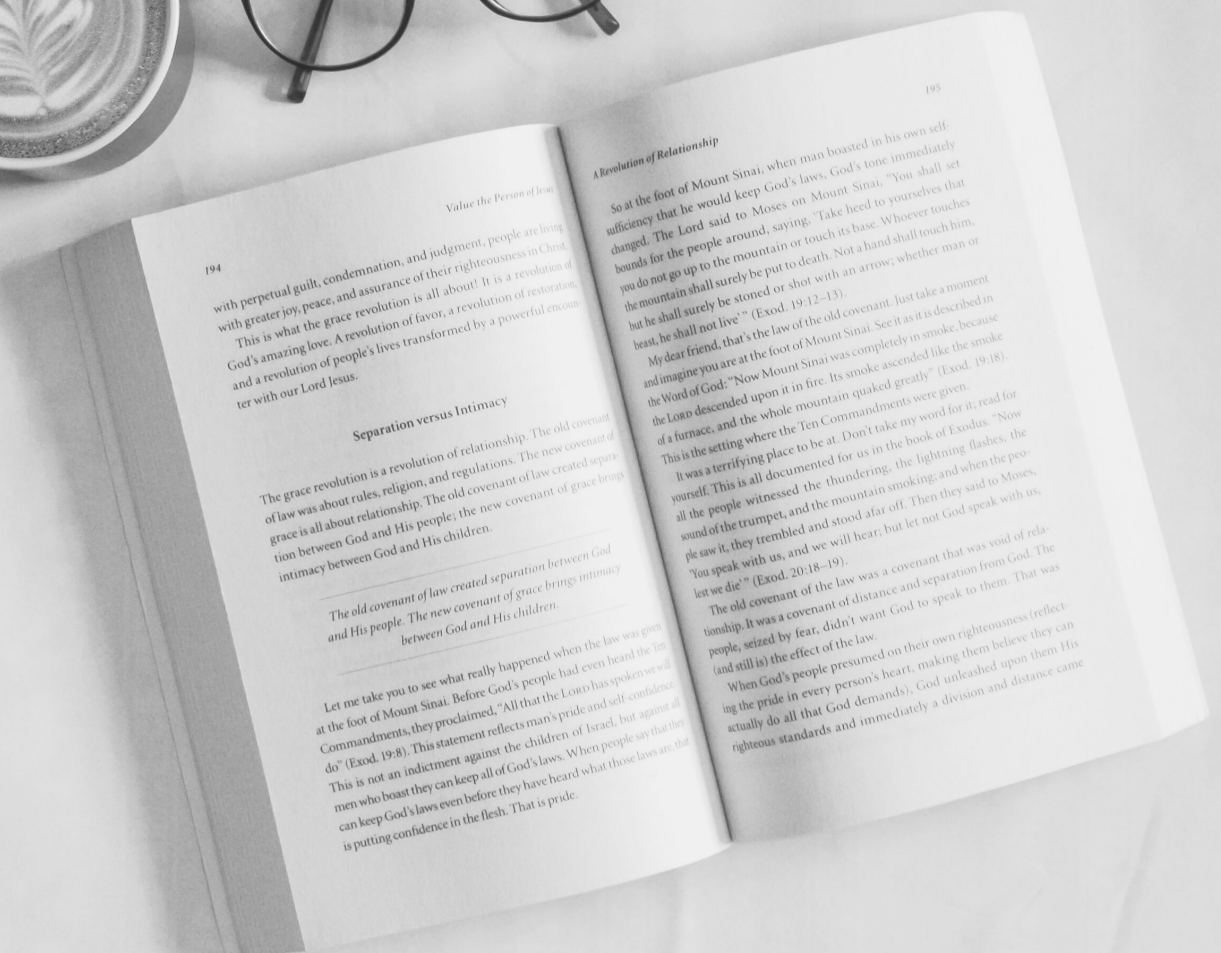 194
Value the Person of Jesus
with perpetual guilt, condemnation, and judgment, people are living
with greater joy, peace, and assurance of their righteousness in Christ.
This is what the grace revolution is all about! It is a revolution of
God's amazing love. A revolution of favor, a revolution of restoration,
and a revolution of people's lives transformed by a powerful encoun-
ter with our Lord Jesus.
Separation versus Intimacy
The grace revolution is a revolution of relationship. The old covenant
of law was about rules, religion, and regulations. The new covenant of
grace is all about relationship. The old covenant of law created separa-
tion between God and His people; the new covenant of grace brings
intimacy between God and His children.
The old covenant of law created separation between God
and His people. The new covenant of grace brings intimacy
between God and His children.
Let me take you to see what really happened when the law was given
at the foot of Mount Sinai. Before God's people had even heard the Ten
Commandments, they proclaimed, "All that the LORD has spoken we will
do" (Exod. 19:8). This statement reflects man's pride and self-confidence.
This is not an indictment against the children of Israel, but against all
men who boast they can keep all of God's laws. When people say that they
can keep God's laws even before they have heard what those laws are, that
is putting confidence in the flesh. That is pride.
195
A Revolution of Relationship
So at the foot of Mount Sinai, when man boasted in his own self-
sufficiency that he would keep God's laws, God's tone immediately
changed. The Lord said to Moses on Mount Sinai, "You shall set
bounds for the people around, saying, 'Take heed to yourselves that
you do not go up to the mountain or touch its base. Whoever touches
the mountain shall surely be put to death. Not a hand shall touch him,
but he shall surely be stoned or shot with an arrow; whether man or
beast, he shall not live' " (Exod. 19:12–13).
My dear friend, that's the law of the old covenant. Just take a moment
and imagine you are at the foot of Mount Sinai. See it as it is described in
the Word of God: "Now Mount Sinai was completely in smoke, because
the LORD descended upon it in fire. Its smoke ascended like the smoke
of a furnace, and the whole mountain quaked greatly" (Exod. 19:18).
This is the setting where the Ten Commandments were given.
It was a terrifying place to be at. Don't take my word for it; read for
yourself. This is all documented for us in the book of Exodus. "Now
all the people witnessed the thundering, the lightning flashes, the
sound of the trumpet, and the mountain smoking; and when the peo-
ple saw it, they trembled and stood afar off. Then they said to Moses,
'You speak with us, and we will hear; but let not God speak with us,
lest we die' " (Exod. 20:18–19).
The old covenant of the law was a covenant that was void of rela-
tionship. It was a covenant of distance and separation from God. The
people, seized by fear, didn't want God to speak to them. That was
(and still is) the effect of the law.
When God's people presumed on their own righteousness (reflect-
ing the pride in every person's heart, making them believe they can
actually do all that God demands), God unleashed upon them His
righteous standards and immediately a division and distance came